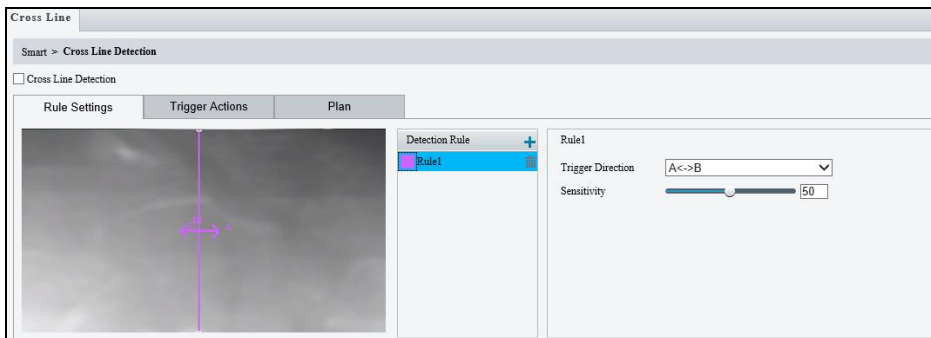 Cross Line
Smart > Cross Line Detection
Cross Line Detection
Rule Settings Trigger Actions Plan
Detection Rule + Rule1
Rule1
Trigger Direction A<->B
Sensitivity 50